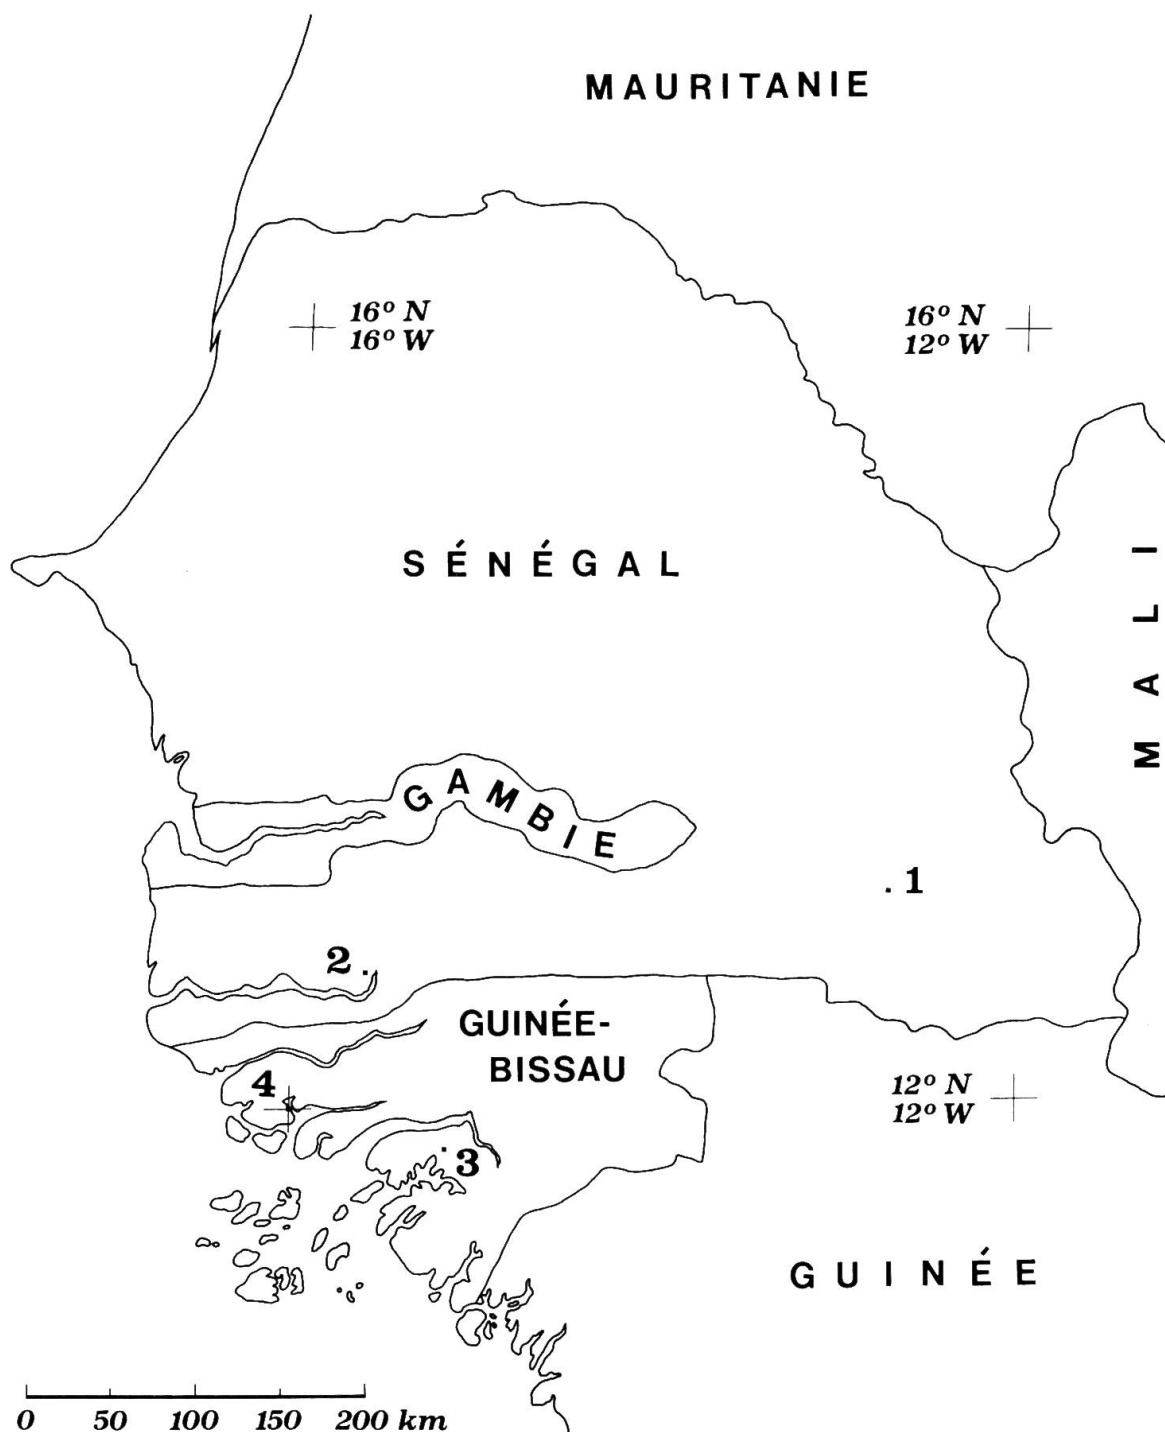 MAURITANIE
16° N
16° W
16° N
12° W
SÉNÉGAL
MALI
GAMBIE
1
2
GUINÉE-
BISSAU
4
12° N
12° W
3
GUINÉE
0 50 100 150 200 km